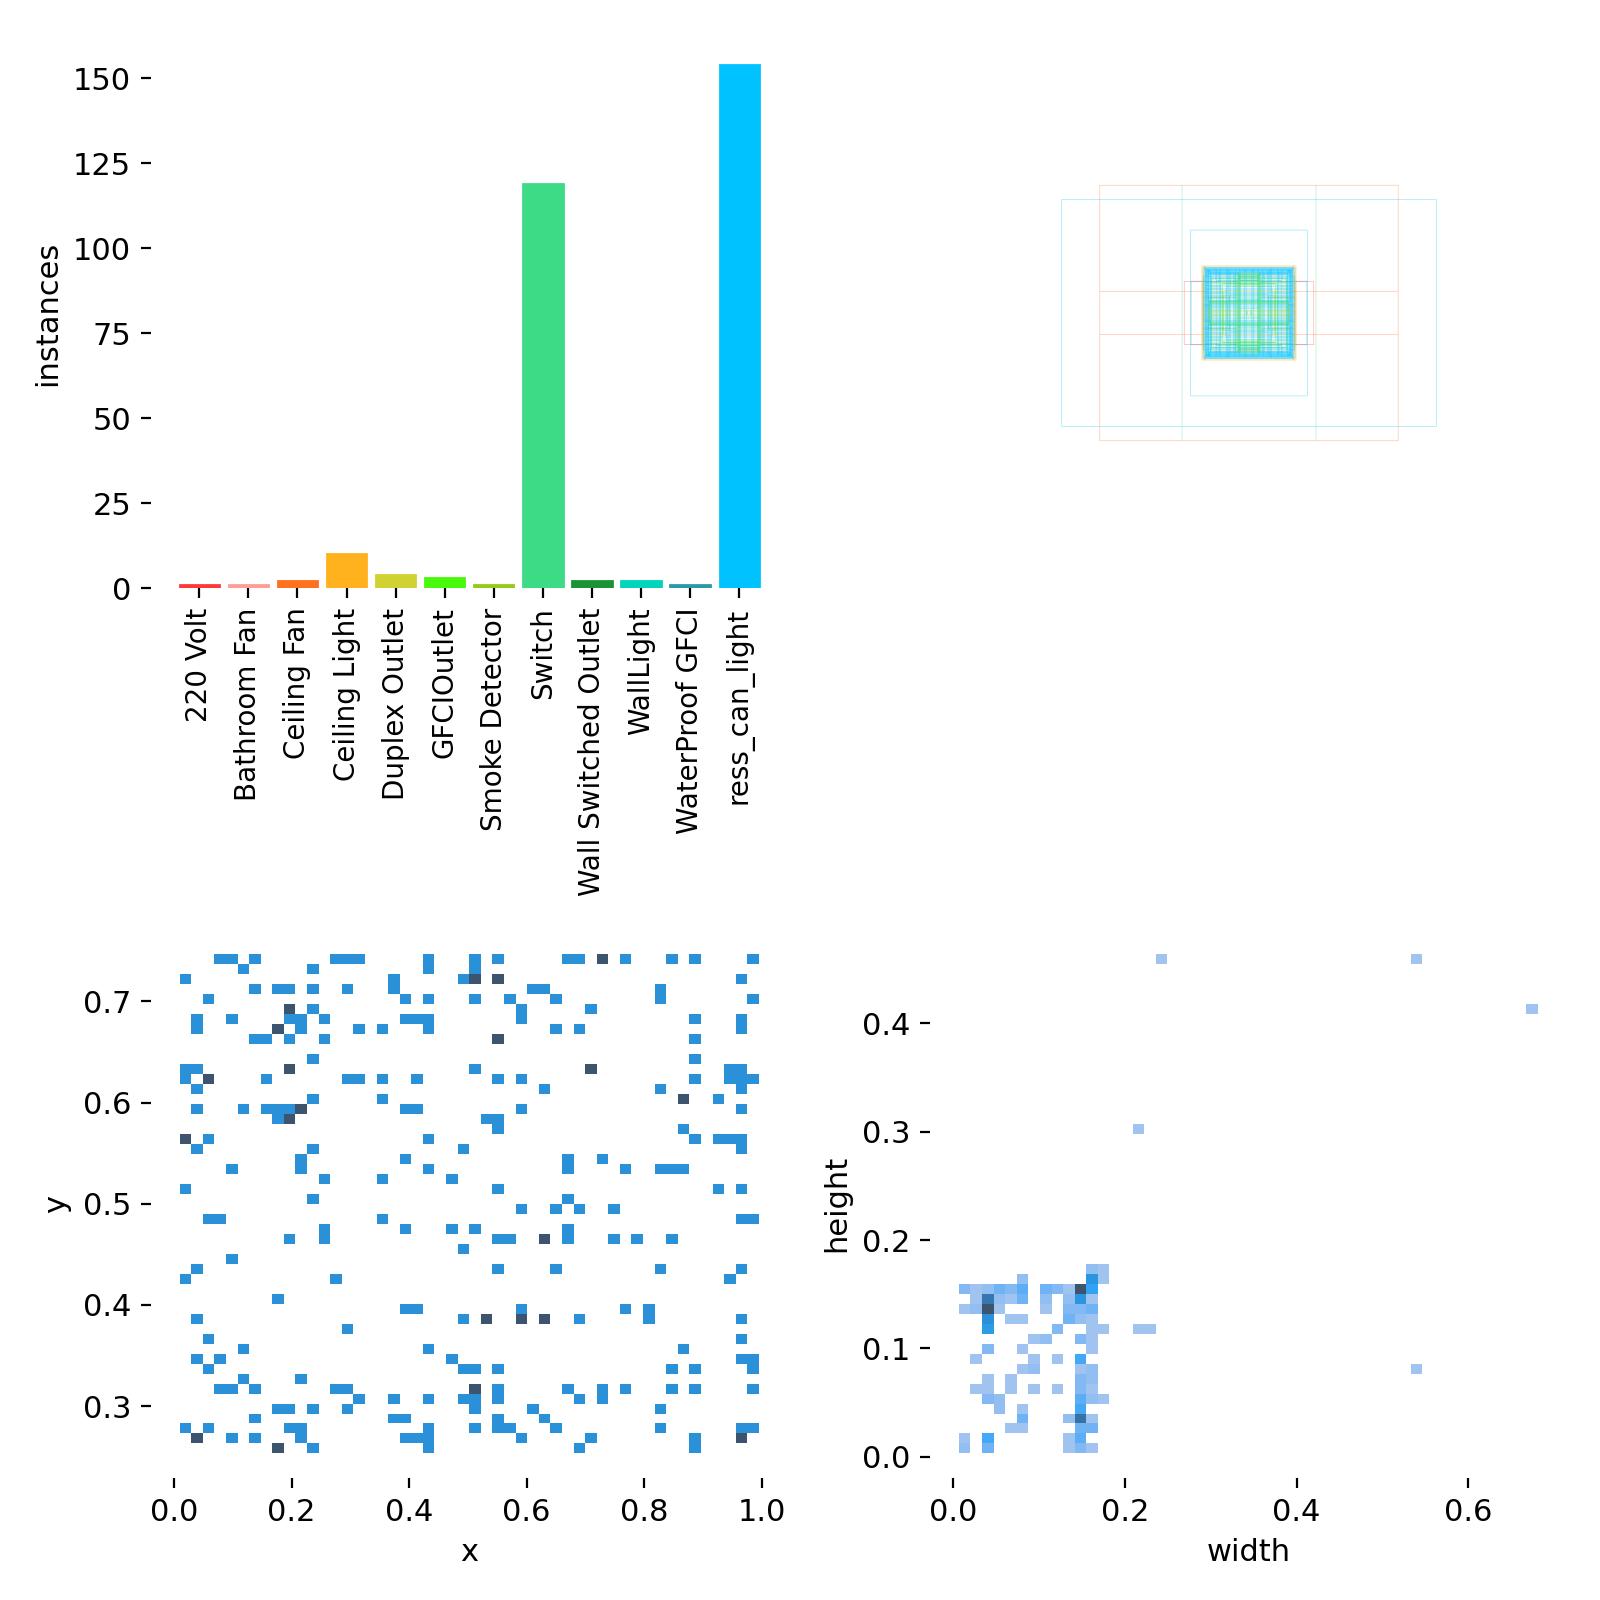 instances
150
125
100
75
50
25
0
220 Volt
Bathroom Fan
Ceiling Fan
Ceiling Light
Duplex Outlet
GFCIOutlet
Smoke Detector
Switch
Wall Switched Outlet
WallLight
WaterProof GFCI
ress_can_light
y
0.7
0.6
0.5
0.4
0.3
0.0 0.2 0.4 0.6 0.8 1.0
x
height
0.4
0.3
0.2
0.1
0.0
0.0 0.2 0.4 0.6
width